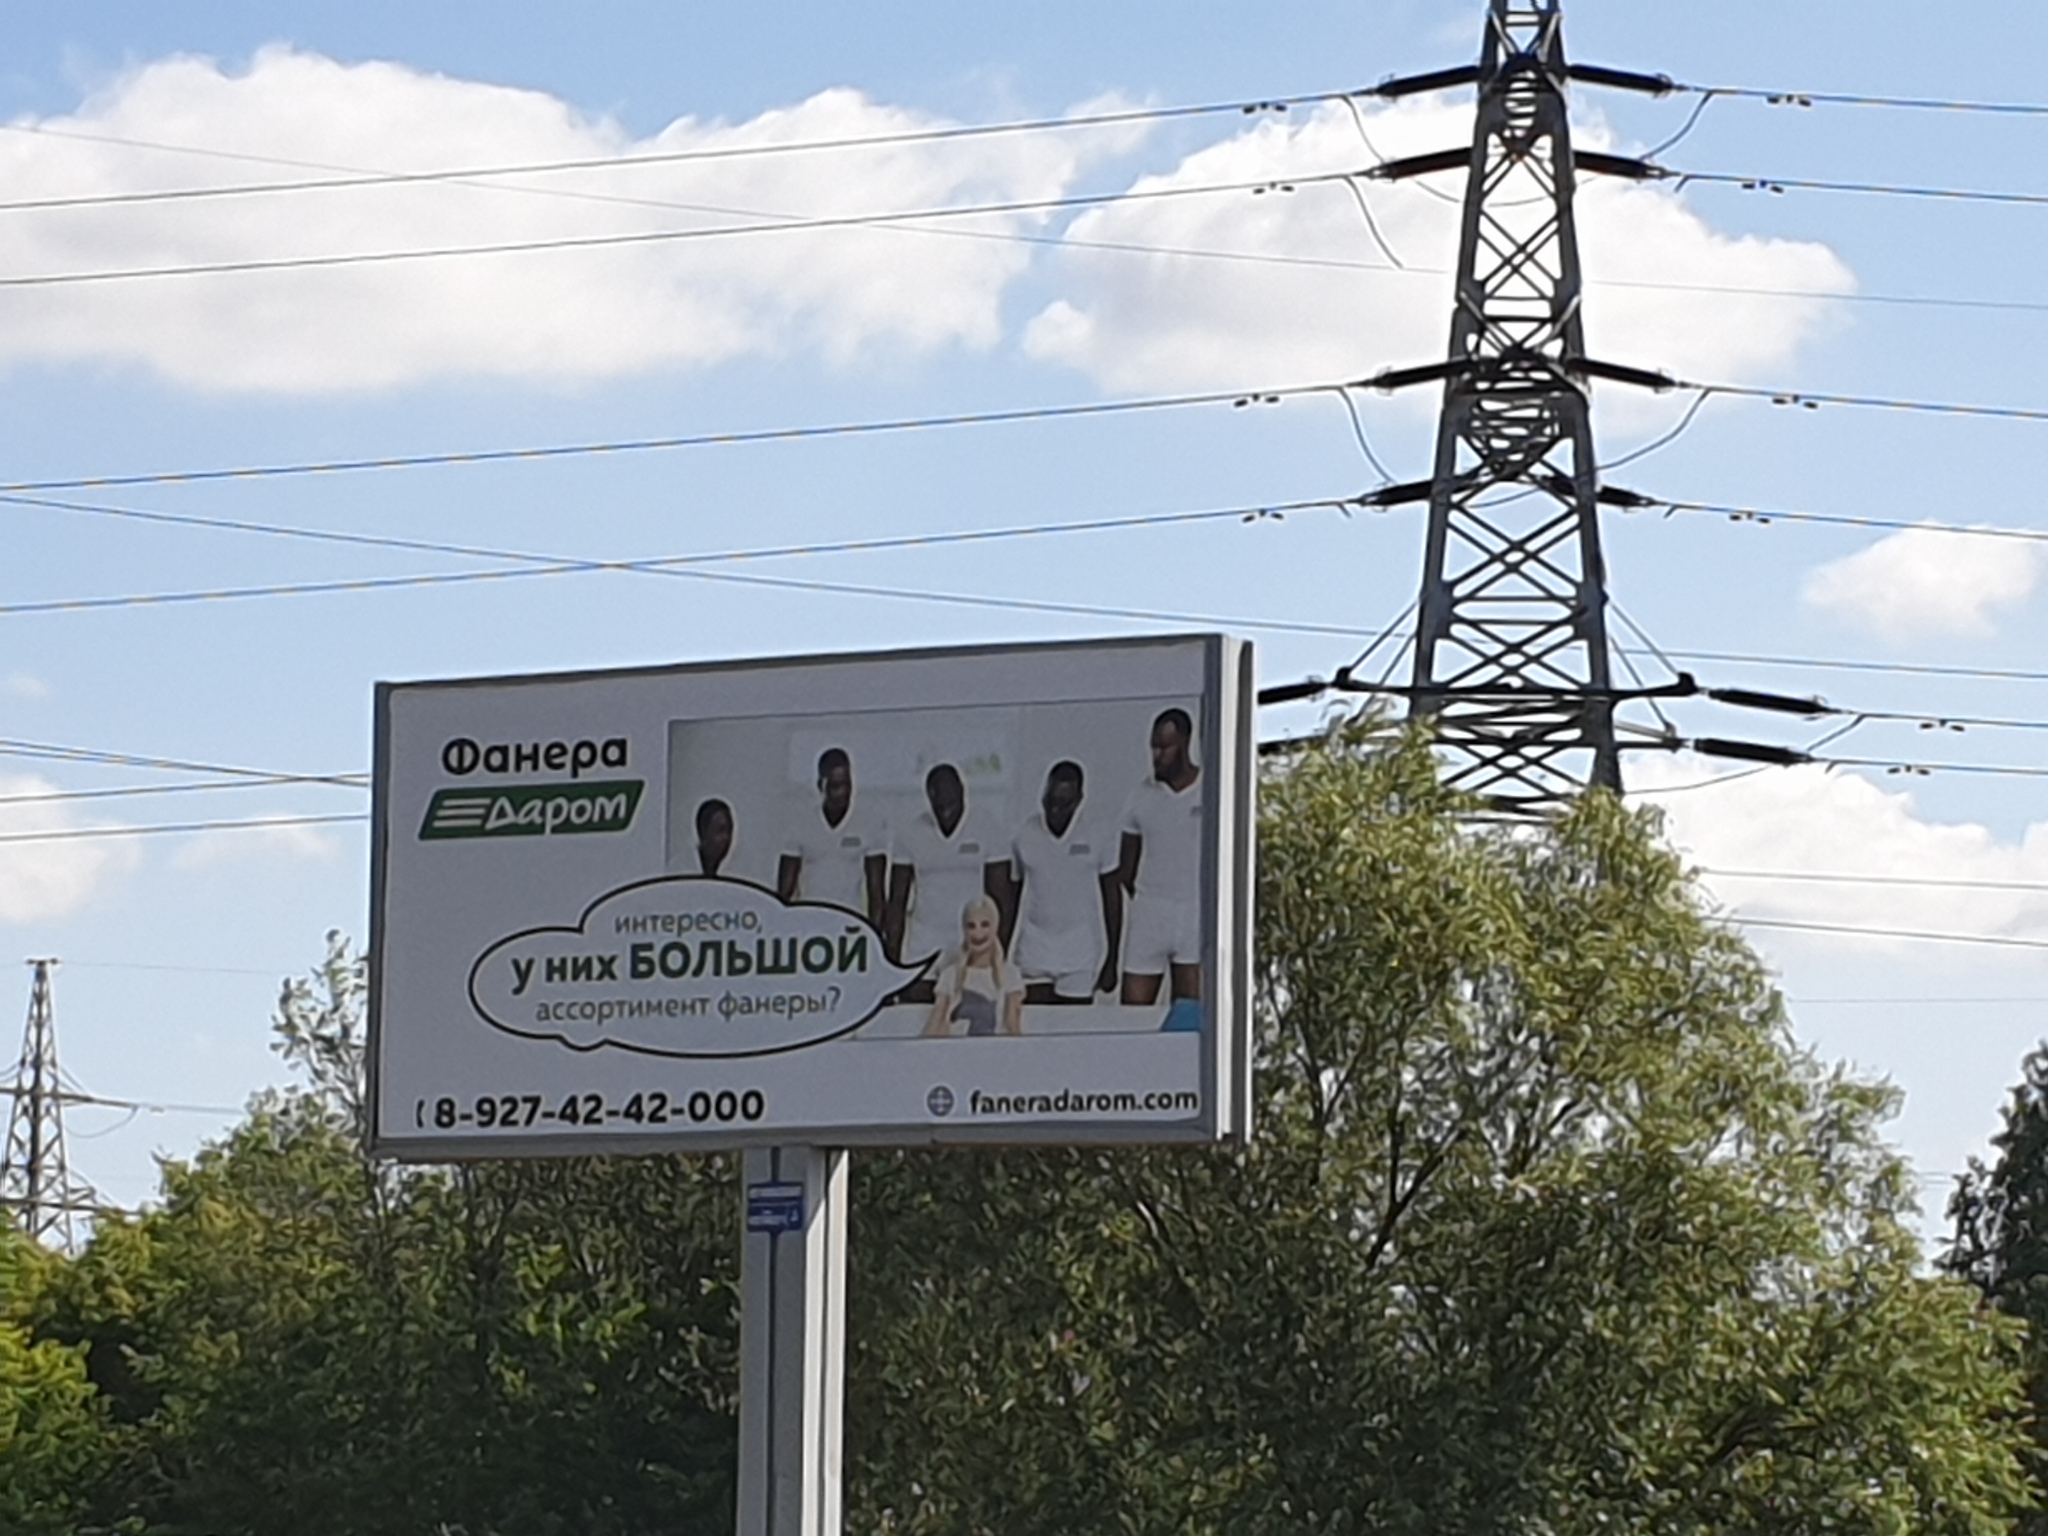 Фанера
Даром
интересно,
у них БОЛЬШОЙ
ассортимент фанеры?
8-927-42-42-000
faneradarom.com